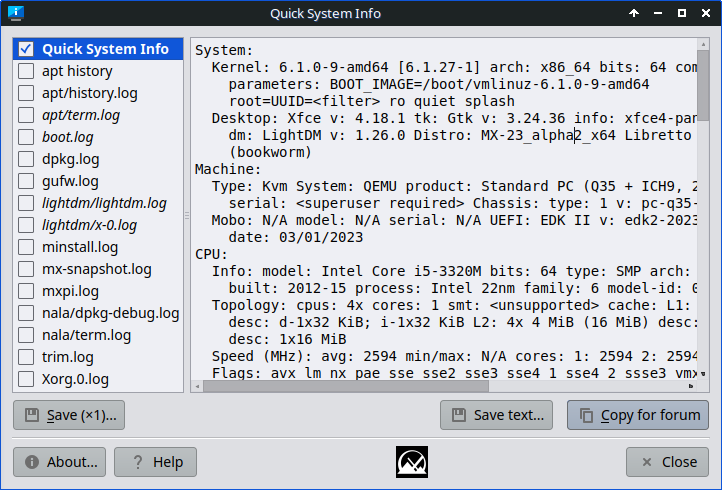 Quick System Info
Quick System Info
apt history
apt/history.log
apt/term.log
boot.log
dpkg.log
gufw.log
lightdm/lightdm.log
lightdm/x-0.log
minstall.log
mx-snapshot.log
mxpi.log
nala/dpkg-debug.log
nala/term.log
trim.log
Xorg.0.log
System:
Kernel: 6.1.0-9-amd64 [6.1.27-1] arch: x86_64 bits: 64 com
parameters: BOOT_IMAGE=/boot/vmlinuz-6.1.0-9-amd64
root=UUID=<filter> ro quiet splash
Desktop: Xfce v: 4.18.1 tk: Gtk v: 3.24.36 info: xfce4-pan
dm: LightDM v: 1.26.0 Distro: MX-23_alpha2_x64 Libretto
(bookworm)
Machine:
Type: Kvm System: QEMU product: Standard PC (Q35 + ICH9, 2
serial: <superuser required> Chassis: type: 1 v: pc-q35-
Mobo: N/A model: N/A serial: N/A UEFI: EDK II v: edk2-2023
date: 03/01/2023
CPU:
Info: model: Intel Core i5-3320M bits: 64 type: SMP arch:
built: 2012-15 process: Intel 22nm family: 6 model-id: 0
Topology: cpus: 4x cores: 1 smt: <unsupported> cache: L1:
desc: d-1x32 KiB; i-1x32 KiB L2: 4x 4 MiB (16 MiB) desc:
desc: 1x16 MiB
Speed (MHz): avg: 2594 min/max: N/A cores: 1: 2594 2: 2594
Flags: avx lm nx pae sse sse2 sse3 sse4_1 sse4_2 ssse3 vmx
Save (×1)...
Save text...
Copy for forum
About...
Help
Close